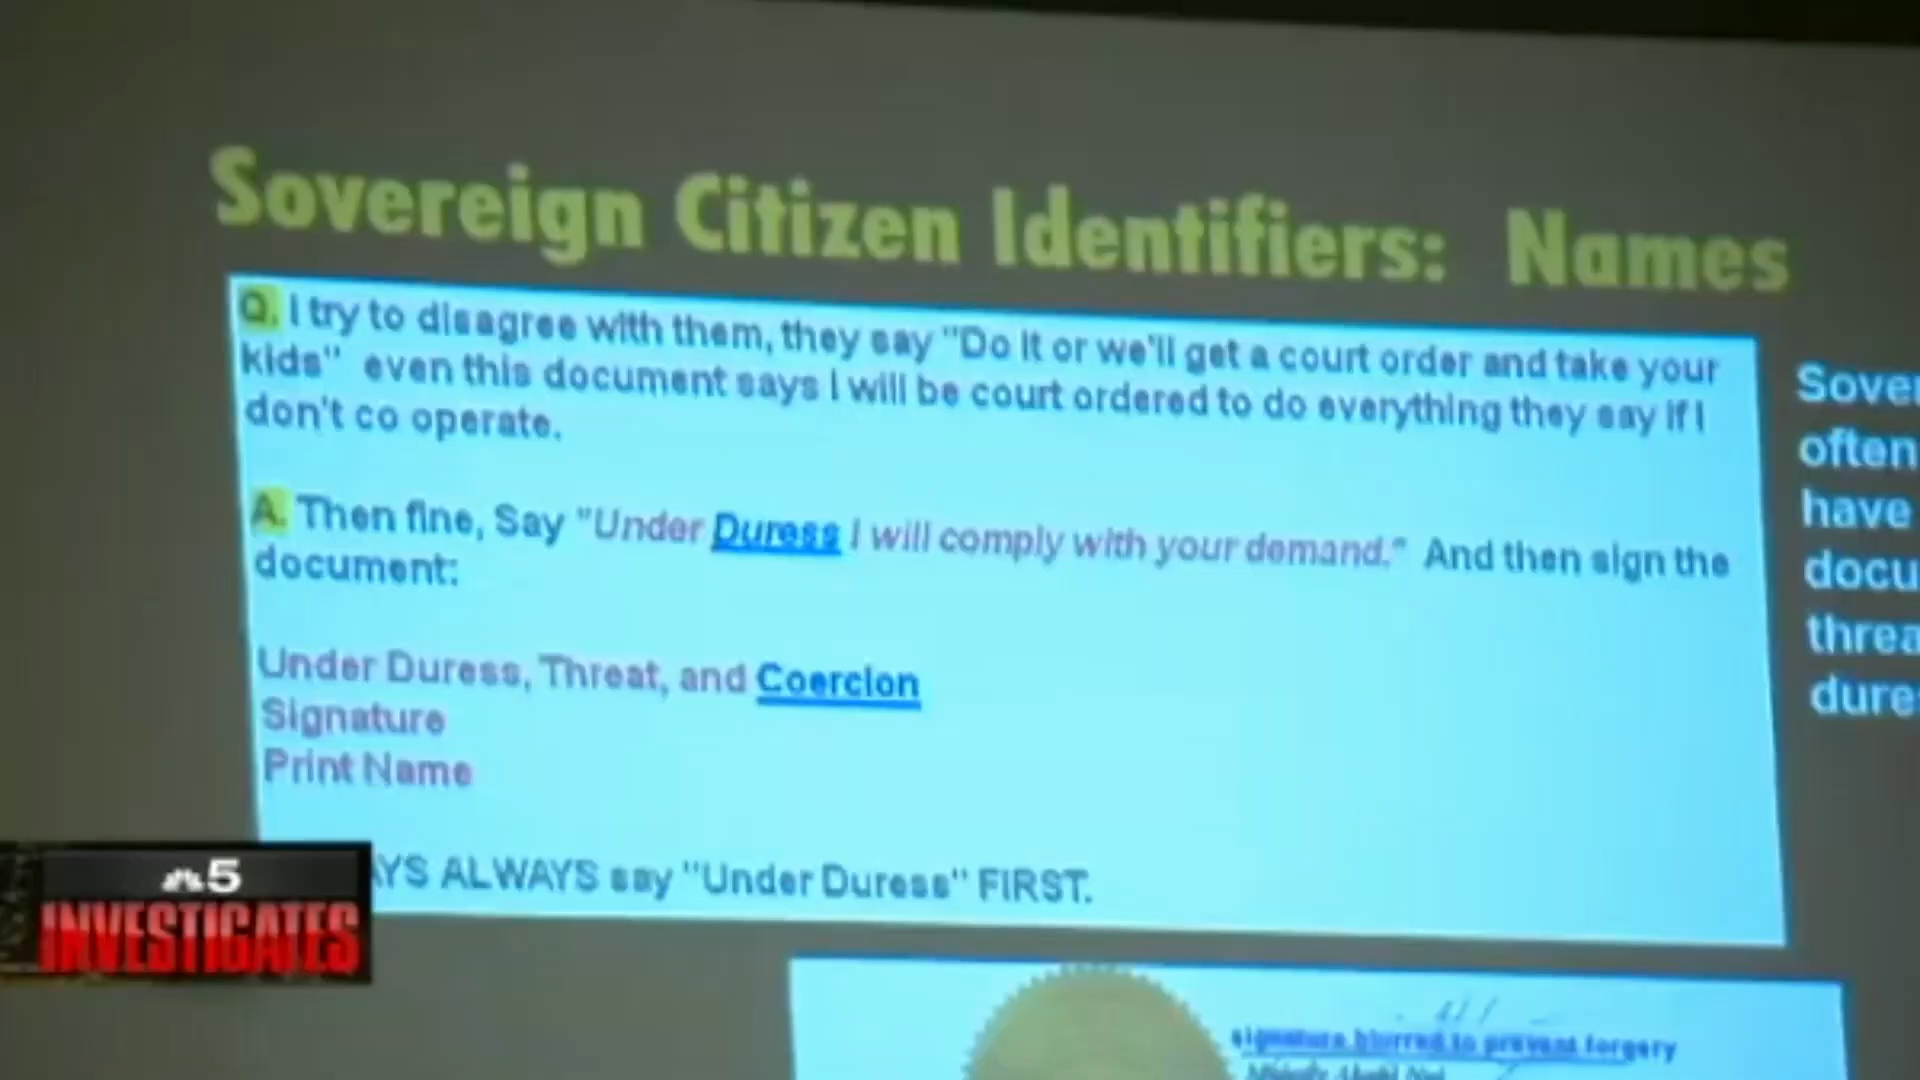 Sovereign Citizen Identifiers: Names
Q. I try to disagree with them, they say "Do it or we'll get a court order and take your
kids" even this document says I will be court ordered to do everything they say if I
don't co operate.
A. Then fine, Say "Under Duress I will comply with your demand." And then sign the
document:
Under Duress, Threat, and Coercion
Signature
Print Name
AYS ALWAYS say "Under Duress" FIRST.
Sover
often
have
docu
threa
dures
signature blurred to prevent forgery
5
INVESTIGATES